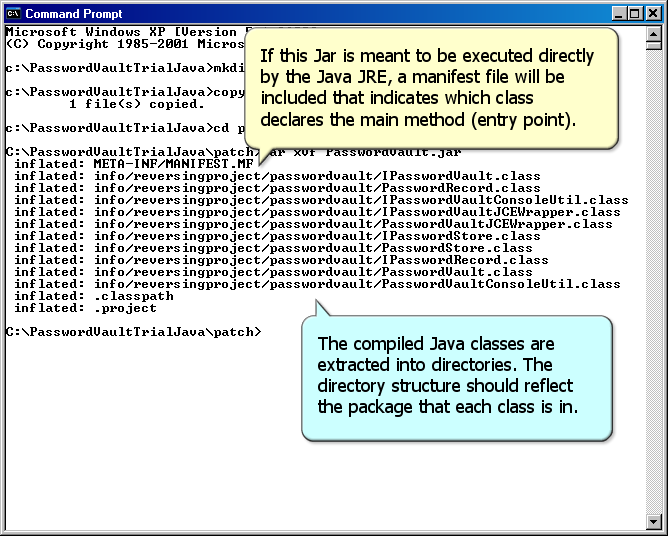 Command Prompt
Microsoft Windows XP [Version
(C) Copyright 1985-2001 Micros
If this Jar is meant to be executed directly
by the Java JRE, a manifest file will be
included that indicates which class
declares the main method (entry point).
c:\PasswordVaultTrialJava>mkdi
c:\PasswordVaultTrialJava>copy
1 file(s) copied.
c:\PasswordVaultTrialJava>cd p
C:\PasswordVaultTrialJava\patch>jar xvf PasswordVault.jar
inflated: META-INF/MANIFEST.MF
inflated: info/reversingproject/passwordvault/IPasswordVault.class
inflated: info/reversingproject/passwordvault/PasswordRecord.class
inflated: info/reversingproject/passwordvault/IPasswordVaultConsoleUtil.class
inflated: info/reversingproject/passwordvault/IPasswordVaultJCEWrapper.class
inflated: info/reversingproject/passwordvault/PasswordVaultJCEWrapper.class
inflated: info/reversingproject/passwordvault/IPasswordStore.class
inflated: info/reversingproject/passwordvault/PasswordStore.class
inflated: info/reversingproject/passwordvault/IPasswordRecord.class
inflated: info/reversingproject/passwordvault/PasswordVault.class
inflated: info/reversingproject/passwordvault/PasswordVaultConsoleUtil.class
inflated: .classpath
inflated: .project
C:\PasswordVaultTrialJava\patch>
The compiled Java classes are
extracted into directories. The
directory structure should reflect
the package that each class is in.